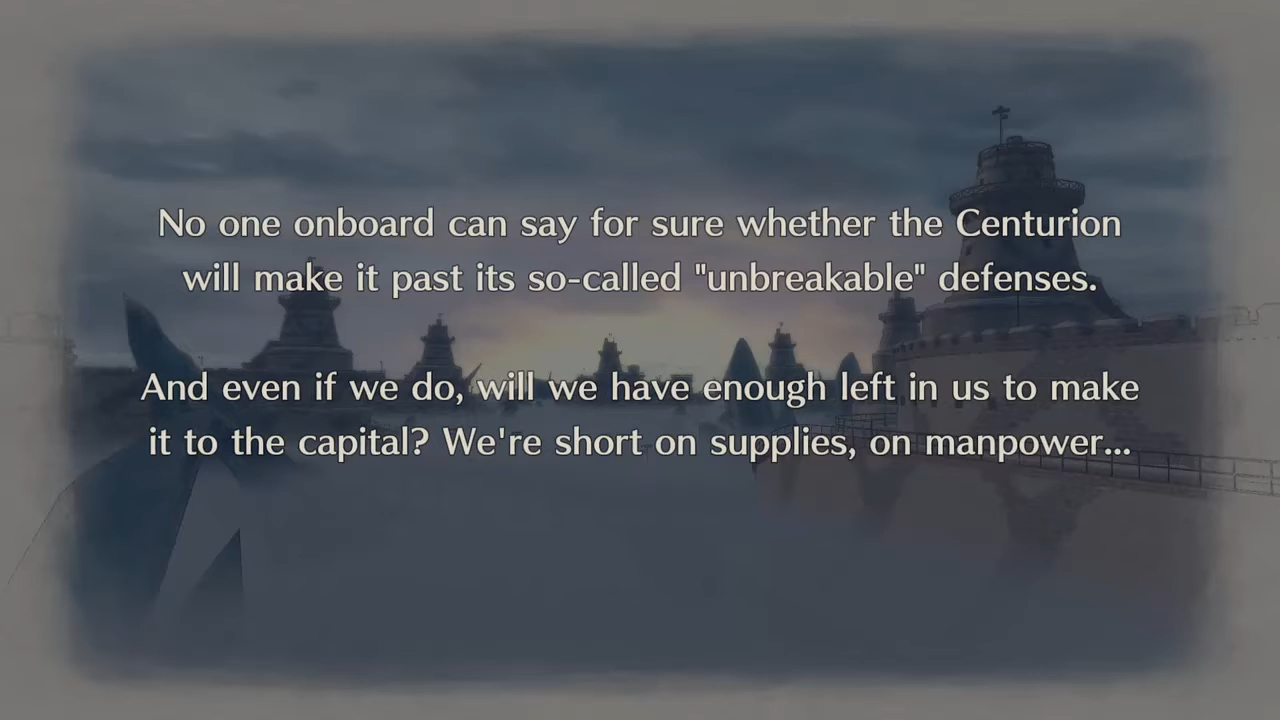 No one onboard can say for sure whether the Centurion
will make it past its so-called "unbreakable" defenses.
And even if we do, will we have enough left in us to make
it to the capital? We're short on supplies, on manpower...